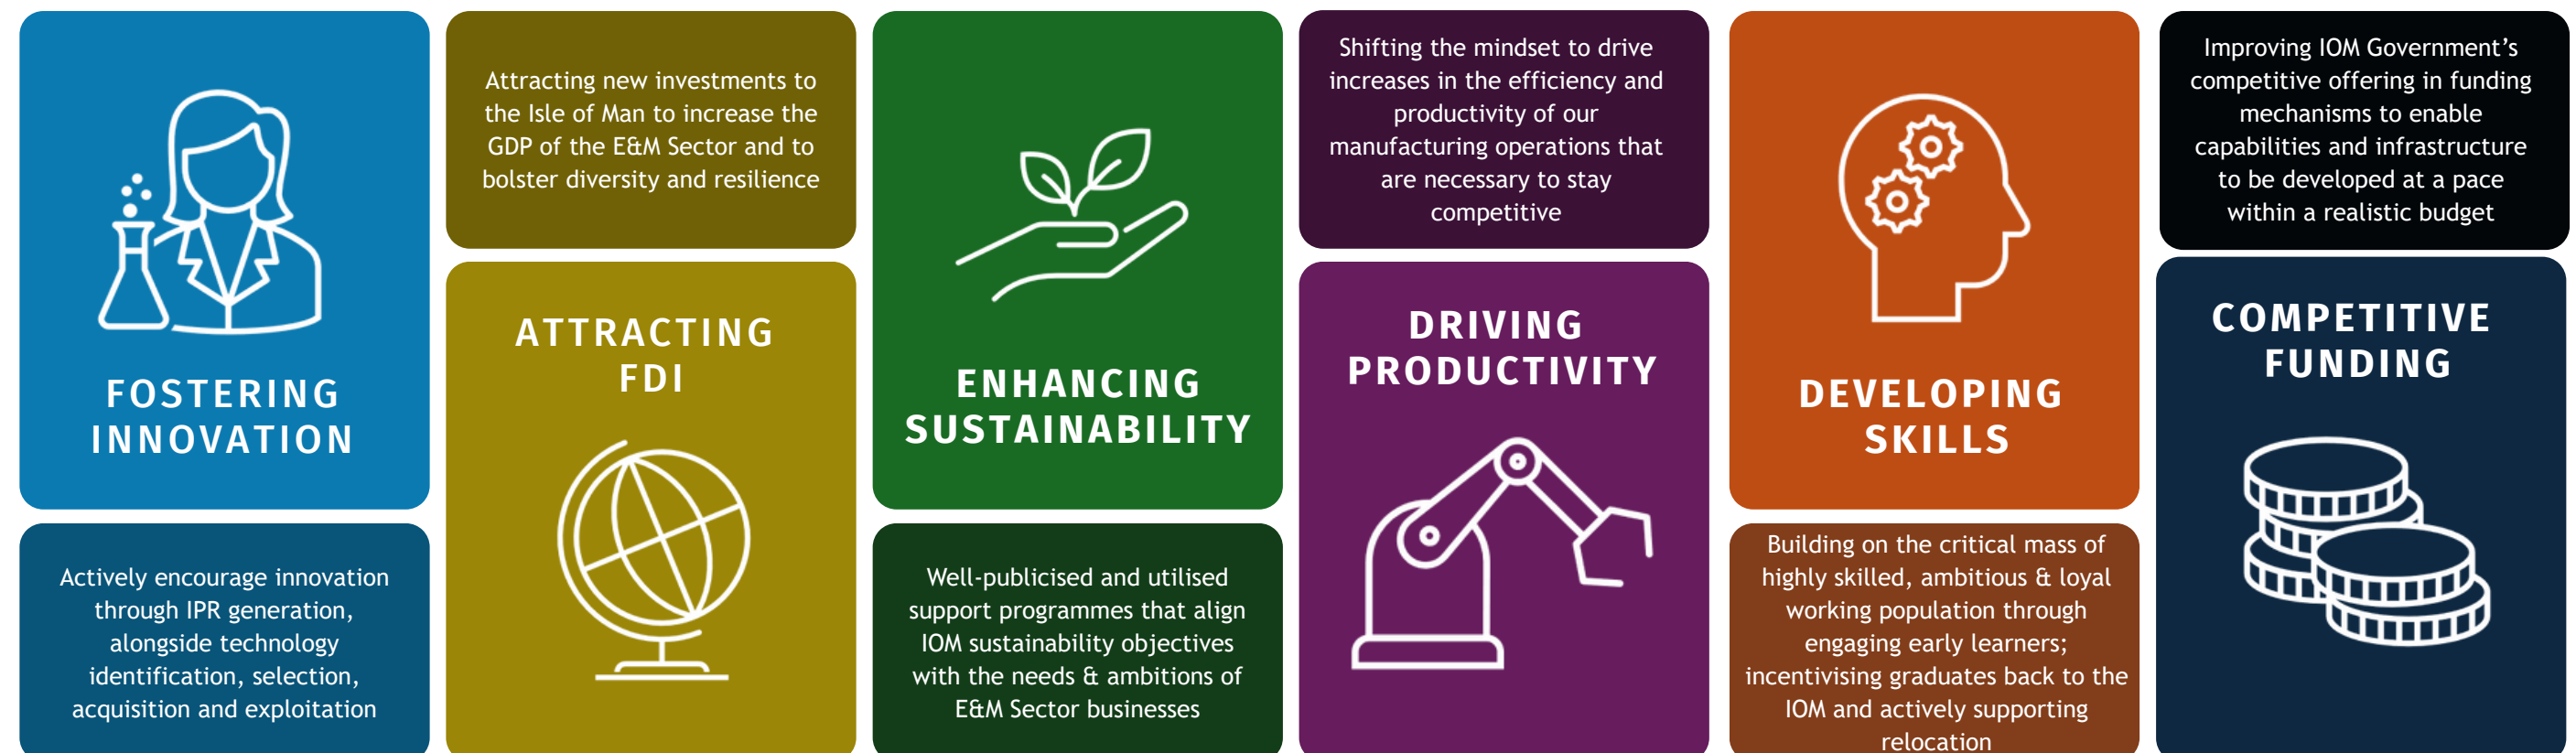 FOSTERING
INNOVATION
Actively encourage innovation
through IPR generation,
alongside technology
identification, selection,
acquisition and exploitation
Attracting new investments to
the Isle of Man to increase the
GDP of the E&M Sector and to
bolster diversity and resilience
ATTRACTING
FDI
ENHANCING
SUSTAINABILITY
Well-publicised and utilised
support programmes that align
IOM sustainability objectives
with the needs & ambitions of
E&M Sector businesses
Shifting the mindset to drive
increases in the efficiency and
productivity of our
manufacturing operations that
are necessary to stay
competitive
DRIVING
PRODUCTIVITY
DEVELOPING
SKILLS
Building on the critical mass of
highly skilled, ambitious & loyal
working population through
engaging early learners;
incentivising graduates back to the
IOM and actively supporting
relocation
Improving IOM Government’s
competitive offering in funding
mechanisms to enable
capabilities and infrastructure
to be developed at a pace
within a realistic budget
COMPETITIVE
FUNDING